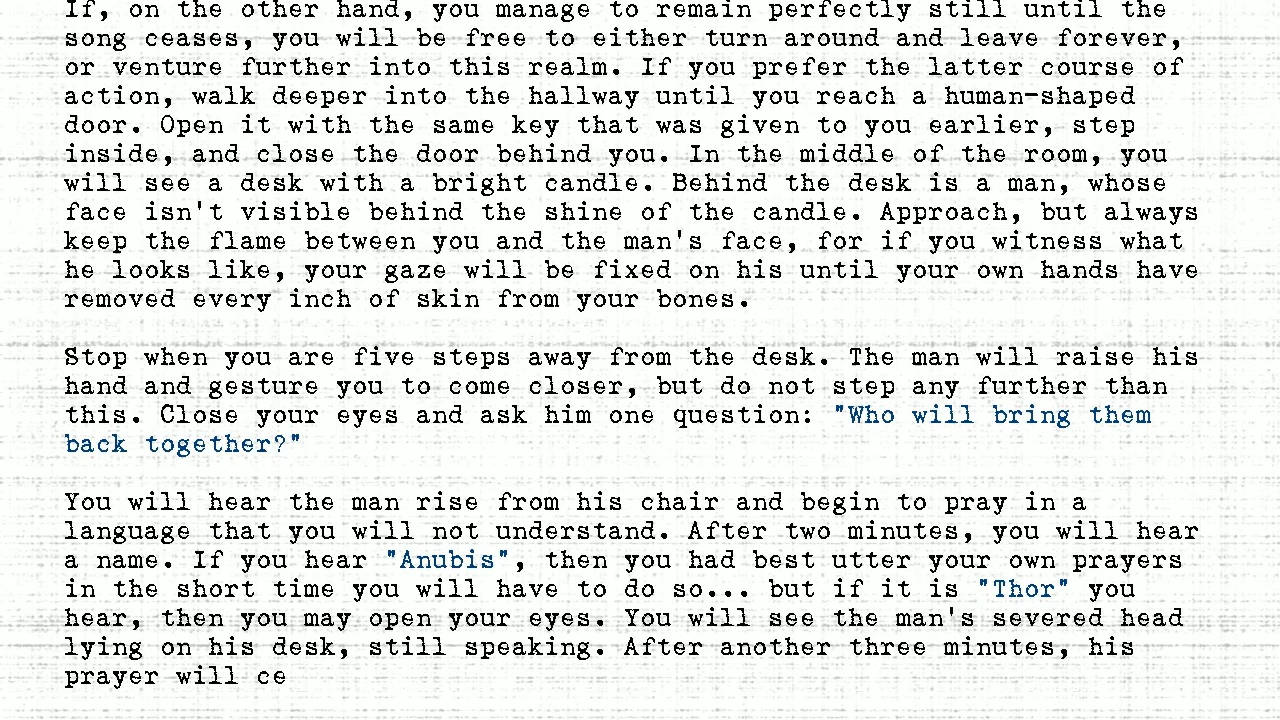 If, on the other hand, you manage to remain perfectly still until the
song ceases, you will be free to either turn around and leave forever,
or venture further into this realm. If you prefer the latter course of
action, walk deeper into the hallway until you reach a human-shaped
door. Open it with the same key that was given to you earlier, step
inside, and close the door behind you. In the middle of the room, you
will see a desk with a bright candle. Behind the desk is a man, whose
face isn't visible behind the shine of the candle. Approach, but always
keep the flame between you and the man's face, for if you witness what
he looks like, your gaze will be fixed on his until your own hands have
removed every inch of skin from your bones.
Stop when you are five steps away from the desk. The man will raise his
hand and gesture you to come closer, but do not step any further than
this. Close your eyes and ask him one question: "Who will bring them
back together?"
You will hear the man rise from his chair and begin to pray in a
language that you will not understand. After two minutes, you will hear
a name. If you hear "Anubis", then you had best utter your own prayers
in the short time you will have to do so... but if it is "Thor" you
hear, then you may open your eyes. You will see the man's severed head
lying on his desk, still speaking. After another three minutes, his
prayer will ce